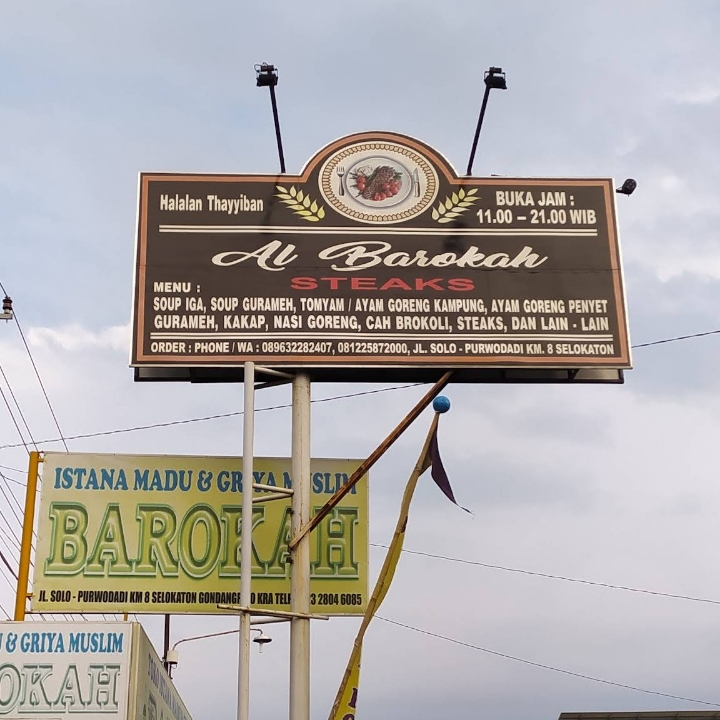 Halalan Thayyiban
BUKA JAM :
11.00 – 21.00 WIB
Al Barokah
STEAKS
MENU :
SOUP IGA, SOUP GURAMEH, TOMYAM / AYAM GORENG KAMPUNG, AYAM GORENG PENYET
GURAMEH, KAKAP, NASI GORENG, CAH BROKOLI, STEAKS, DAN LAIN - LAIN
ORDER : PHONE / WA : 089632282407, 081225872000, JL. SOLO - PURWODADI KM. 8 SELOKATON
ISTANA MADU & GRIYA MUSLIM
BAROKAH
JL. SOLO - PURWODADI KM 8 SELOKATON KRA 2804 6085
& GRIYA MUSLIM
OKAH